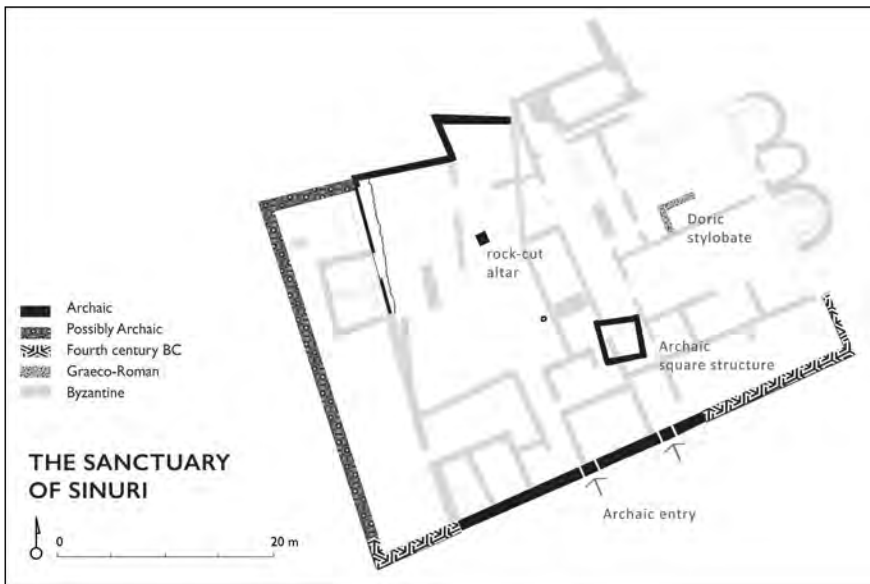 Doric
stylobate
rock-cut
altar
Archaic
Possibly Archaic
Fourth century BC
Graeco-Roman
Byzantine
Archaic
square structure
THE SANCTUARY
OF SINURI
Archaic entry
0 20 m